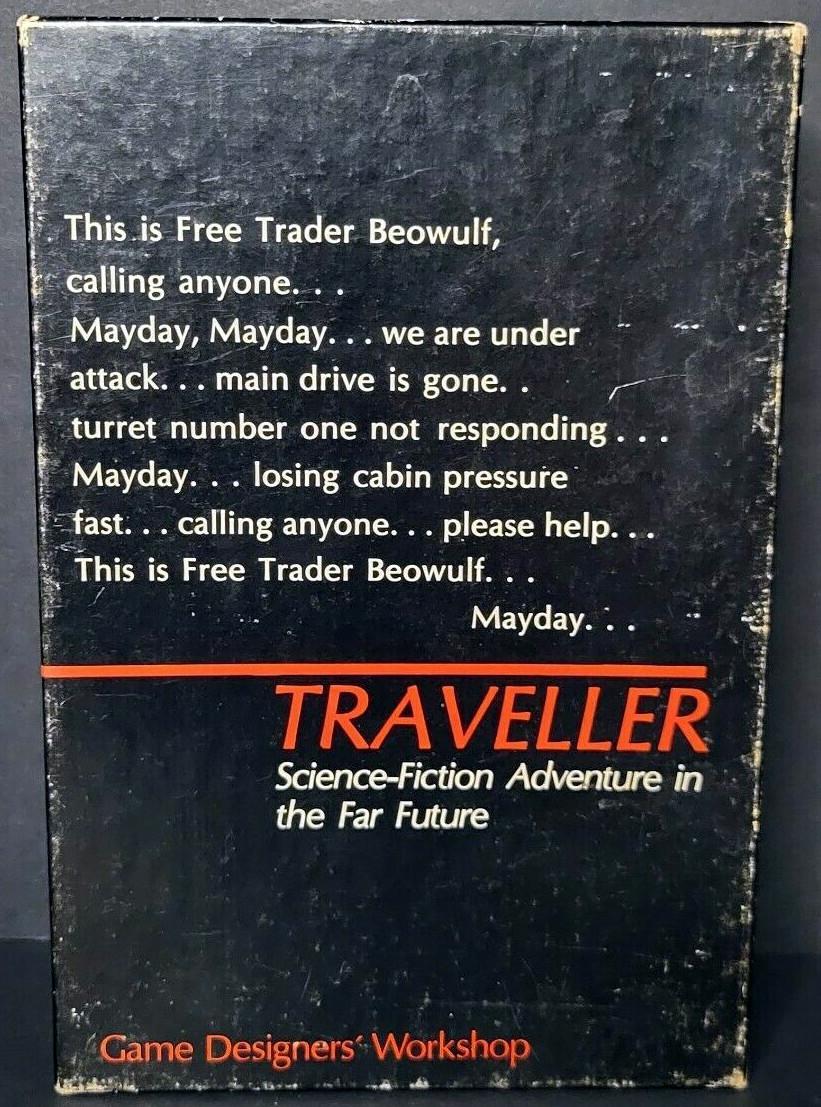 This is Free Trader Beowulf,
calling anyone. . .
Mayday, Mayday. . . we are under
attack. . . main drive is gone. .
turret number one not responding . . .
Mayday. . . losing cabin pressure
fast. . . calling anyone. . . please help. . .
This is Free Trader Beowulf. . .
Mayday. . .
TRAVELLER
Science-Fiction Adventure in
the Far Future
Game Designers' Workshop